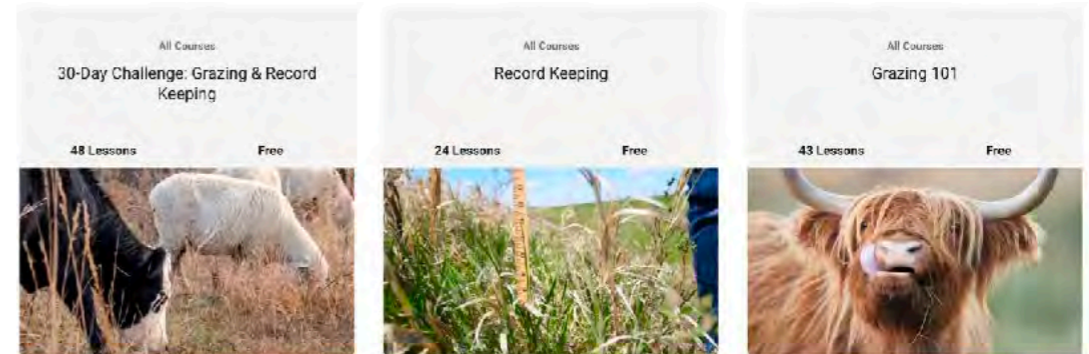 All Courses
30-Day Challenge: Grazing & Record
Keeping
48 Lessons
Free
All Courses
Record Keeping
24 Lessons
Free
All Courses
Grazing 101
43 Lessons
Free